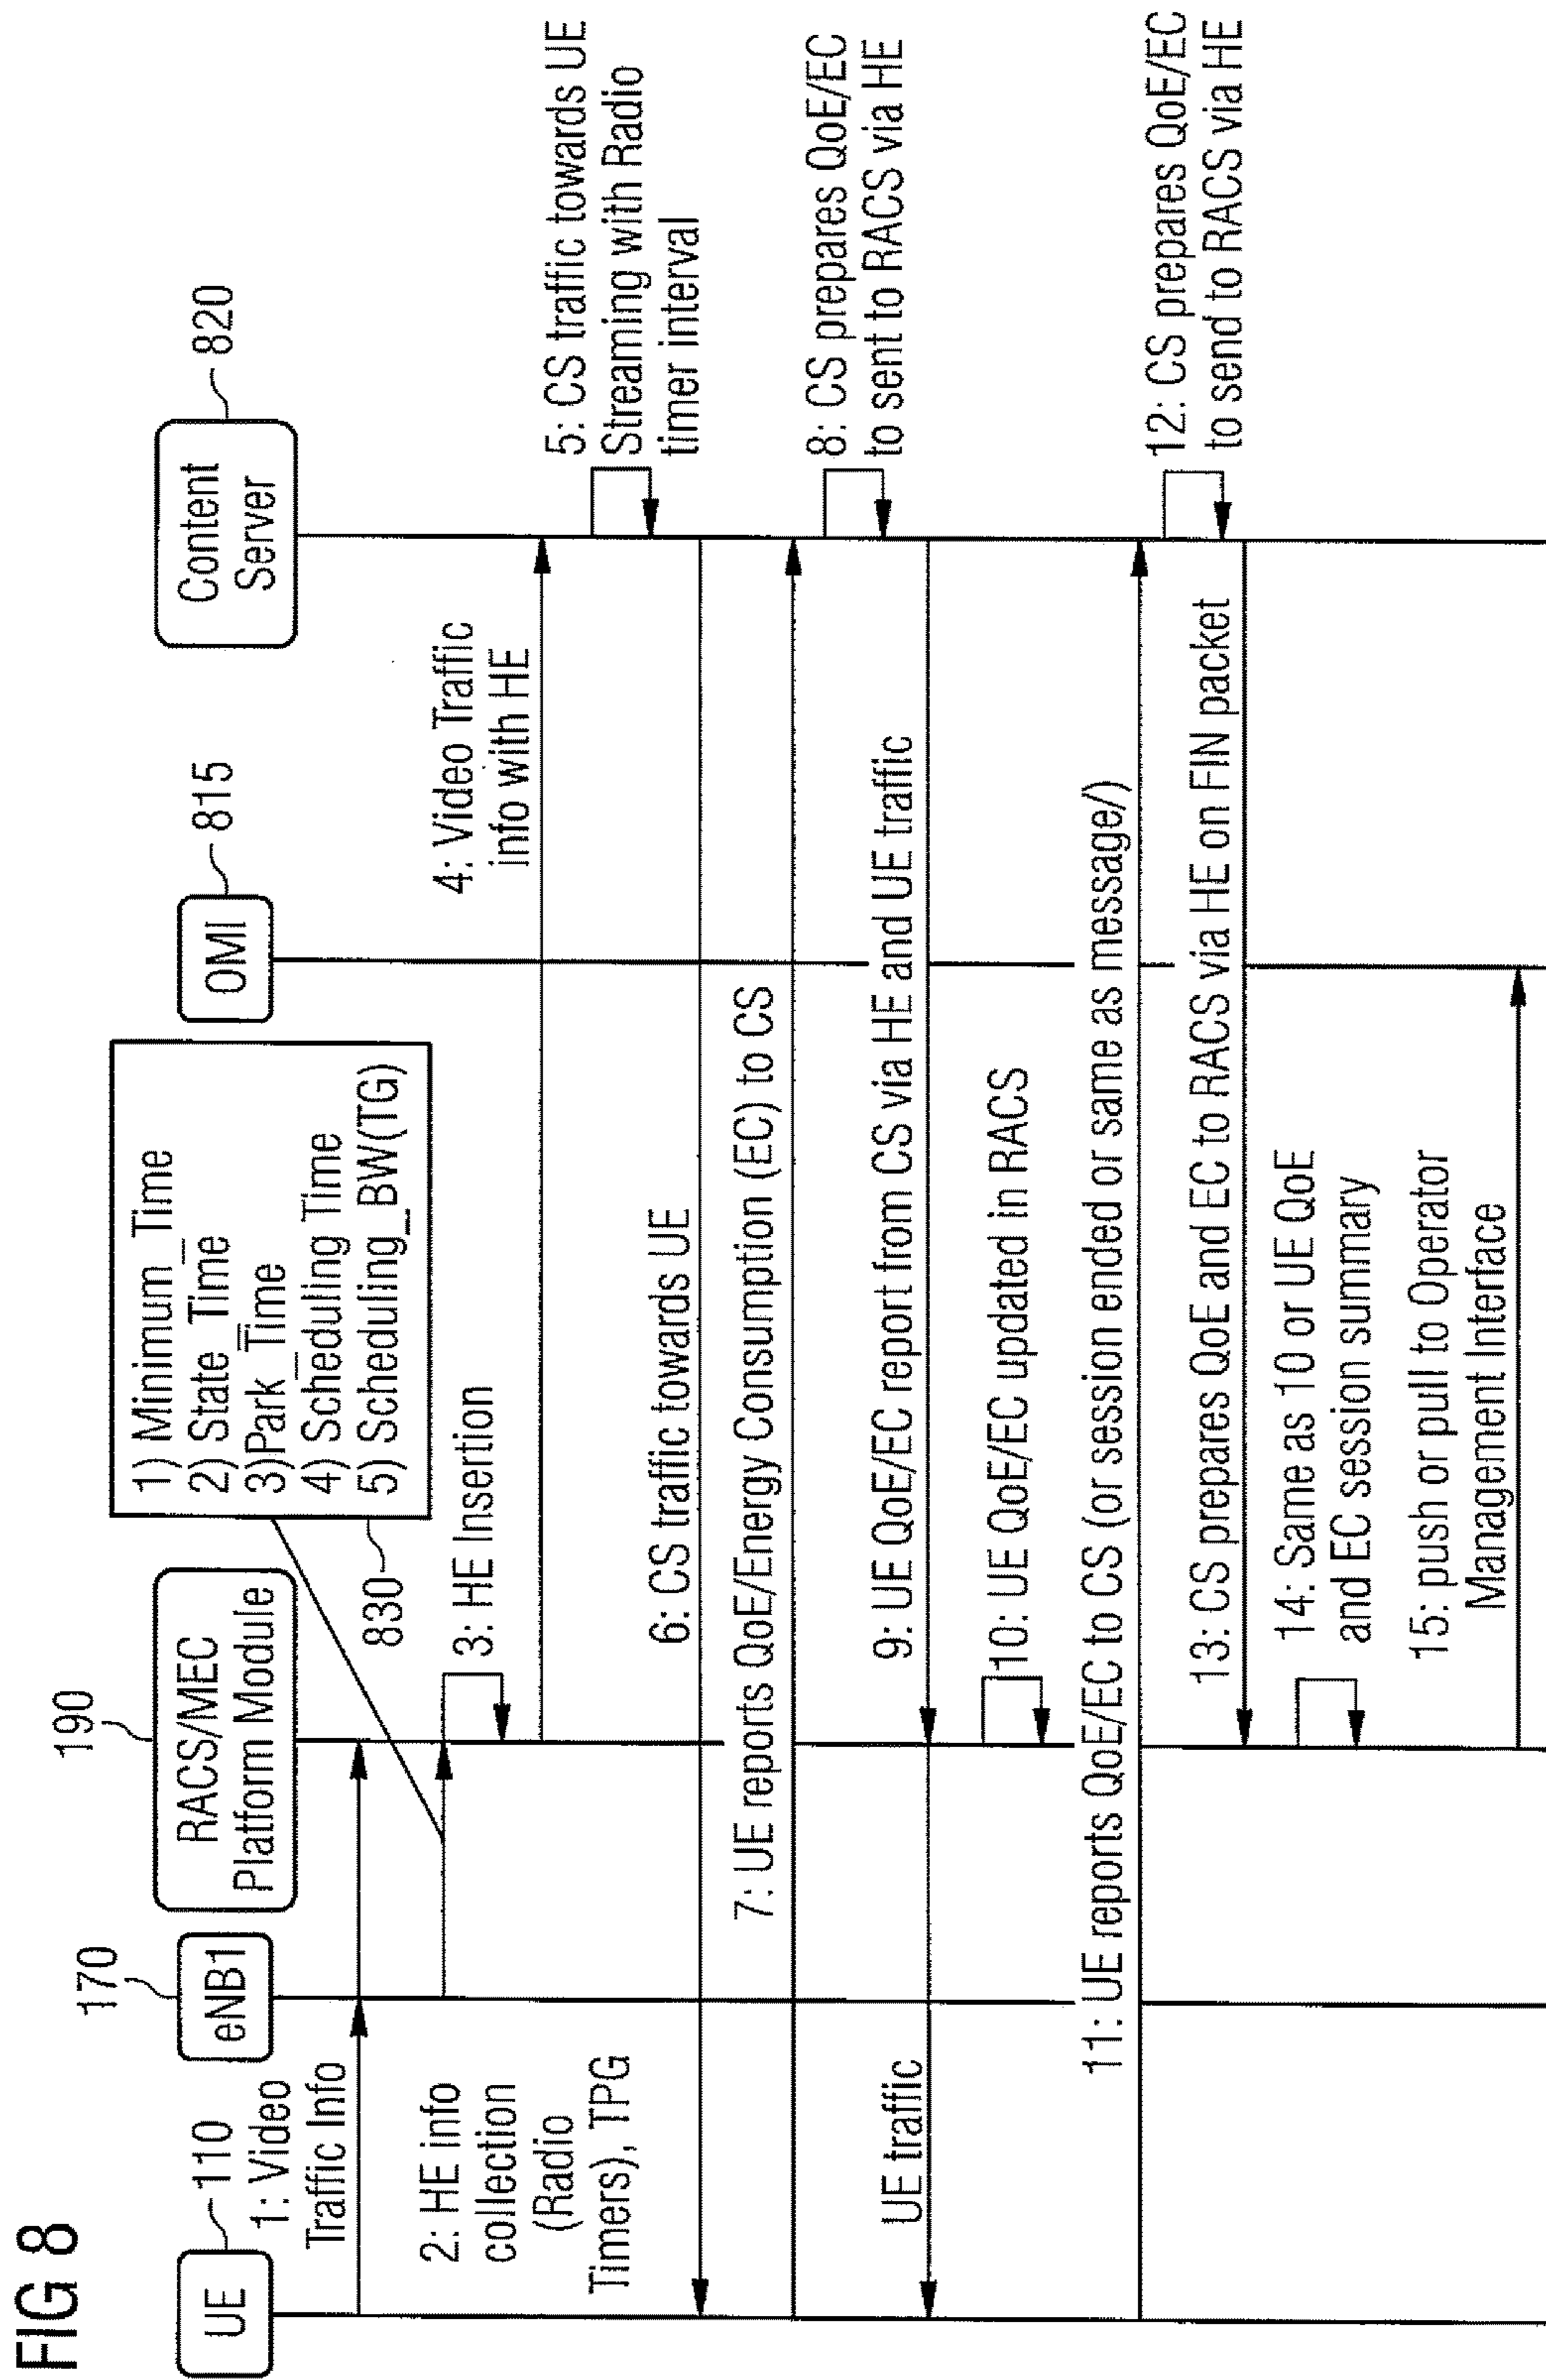 FIG 8
UE
110
eNB1
170
RACS/MEC
Platform Module
190
1) Minimum_Time
2) State_Time
3)Park_Time
4) Scheduling_Time
5) Scheduling_BW(TG)
830
OMI
815
Content
Server
820
1: Video
Traffic Info
2: HE info
collection
(Radio
Timers), TPG
3: HE Insertion
4: Video Traffic
info with HE
5: CS traffic towards UE
Streaming with Radio
timer interval
6: CS traffic towards UE
7: UE reports QoE/Energy Consumption (EC) to CS
8: CS prepares QoE/EC
to sent to RACS via HE
UE traffic
9: UE QoE/EC report from CS via HE and UE traffic
10: UE QoE/EC updated in RACS
11: UE reports QoE/EC to CS (or session ended or same as message/)
12: CS prepares QoE/EC
to send to RACS via HE
13: CS prepares QoE and EC to RACS via HE on FIN packet
14: Same as 10 or UE QoE
and EC session summary
15: push or pull to Operator
Management Interface